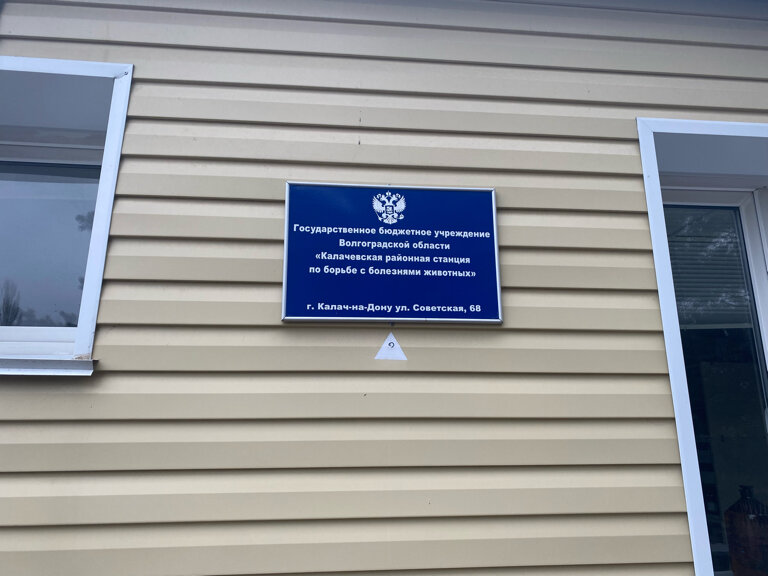 Государственное бюджетное учреждение
Волгоградской области
«Калачевская районная станция
по борьбе с болезнями животных»
г. Калач-на-Дону ул. Советская, 68